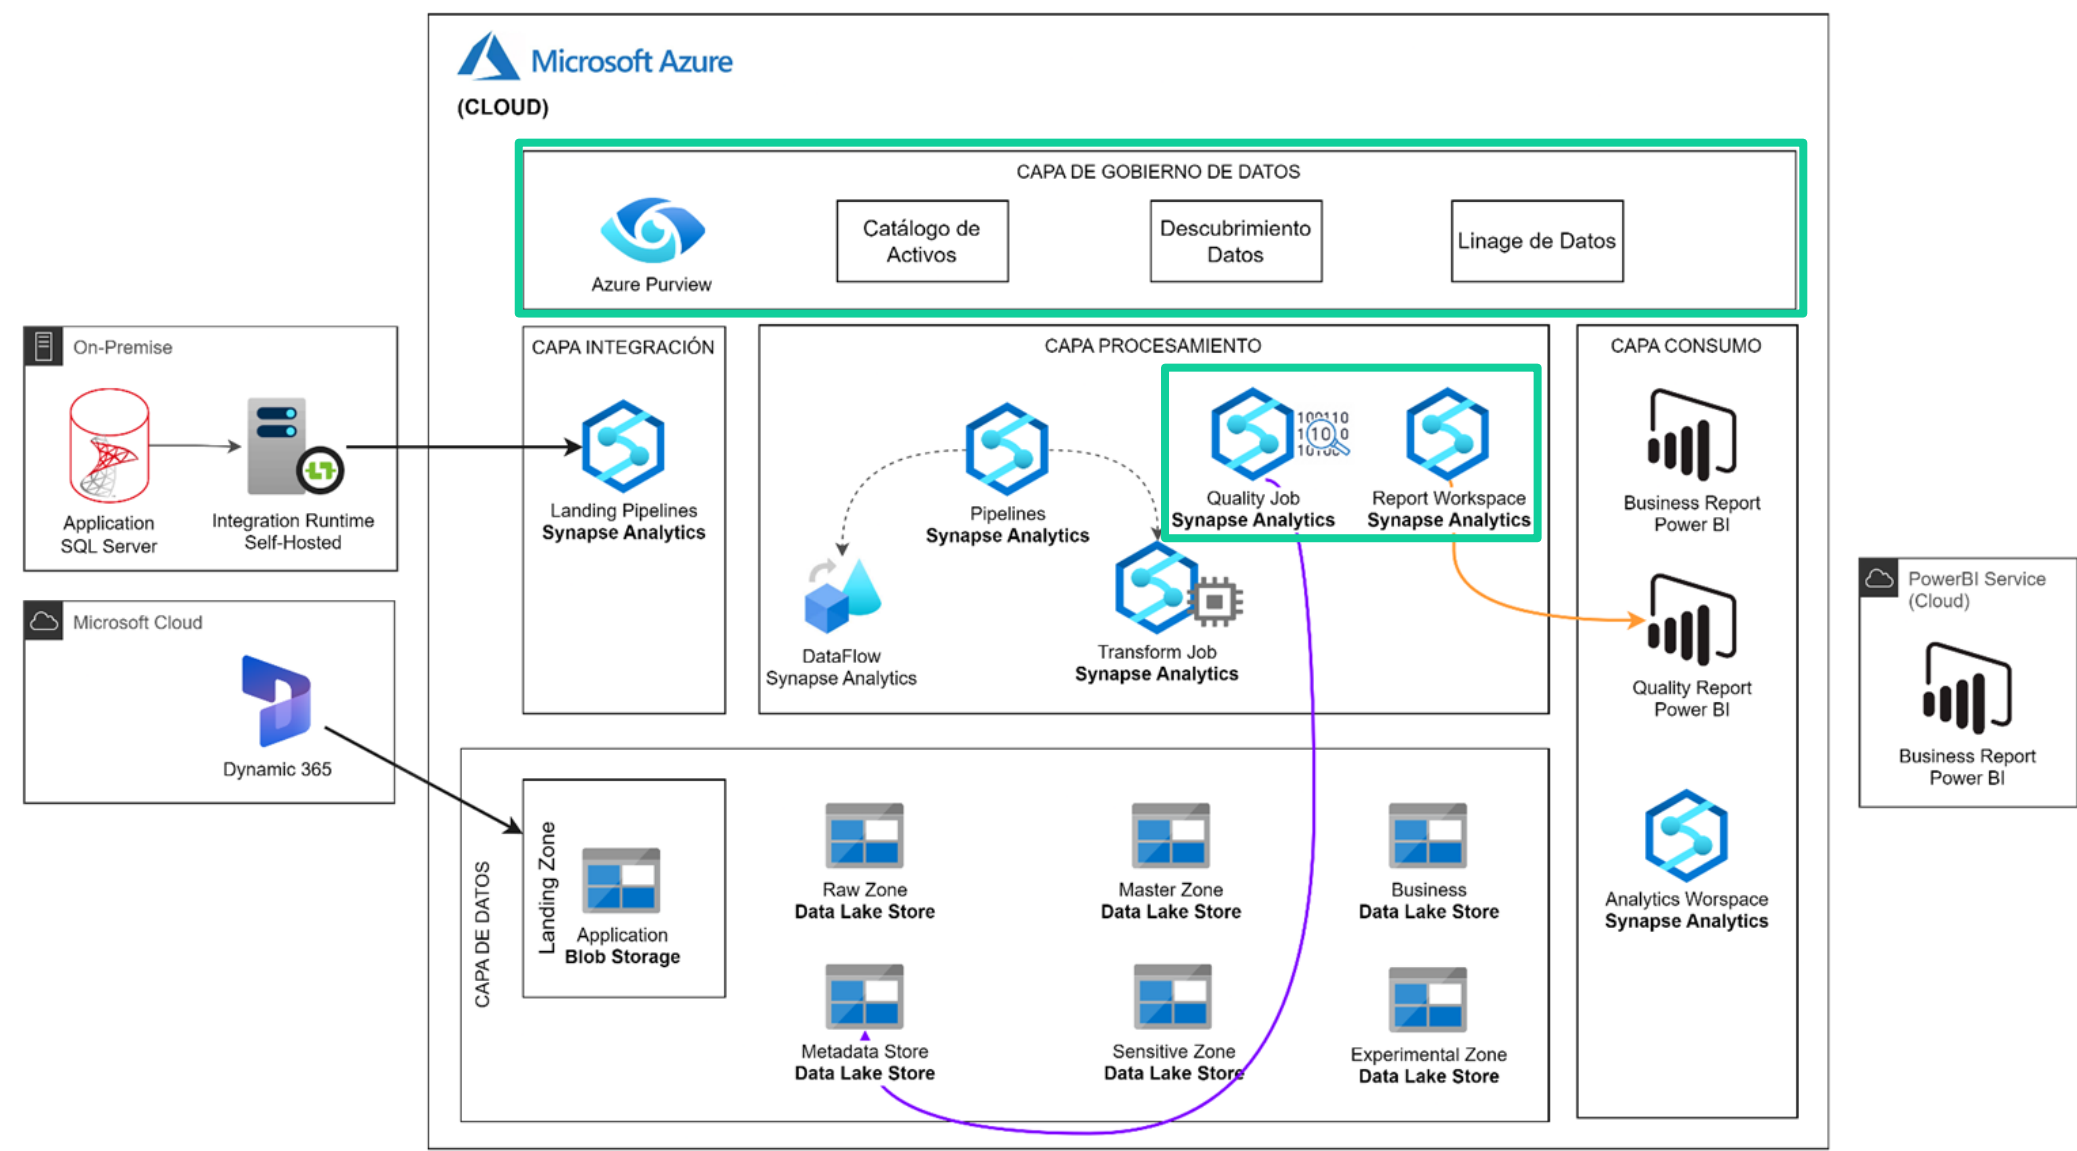 Microsoft Azure
(CLOUD)
CAPA DE GOBIERNO DE DATOS
Azure Purview
Catálogo de
Activos
Descubrimiento
Datos
Linage de Datos
On-Premise
Application
SQL Server
Integration Runtime
Self-Hosted
Microsoft Cloud
Dynamic 365
CAPA INTEGRACIÓN
Landing Pipelines
Synapse Analytics
CAPA PROCESAMIENTO
Pipelines
Synapse Analytics
DataFlow
Synapse Analytics
Transform Job
Synapse Analytics
Quality Job
Synapse Analytics
Report Workspace
Synapse Analytics
CAPA CONSUMO
Business Report
Power BI
Quality Report
Power BI
Analytics Worspace
Synapse Analytics
PowerBI Service
(Cloud)
Business Report
Power BI
CAPA DE DATOS
Landing Zone
Application
Blob Storage
Raw Zone
Data Lake Store
Master Zone
Data Lake Store
Business
Data Lake Store
Metadata Store
Data Lake Store
Sensitive Zone
Data Lake Store
Experimental Zone
Data Lake Store